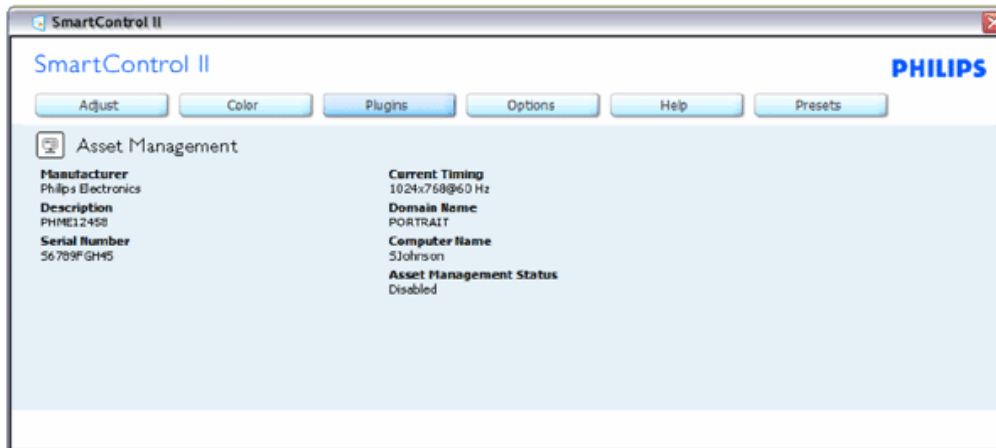 SmartControl II
SmartControl II
PHILIPS
Adjust Color Plugins Options Help Presets
Asset Management
Manufacturer
Philips Electronics
Description
PHME12458
Serial Number
56789FGH45
Current Timing
1024x768@60 Hz
Domain Name
PORTRAIT
Computer Name
SJohnson
Asset Management Status
Disabled